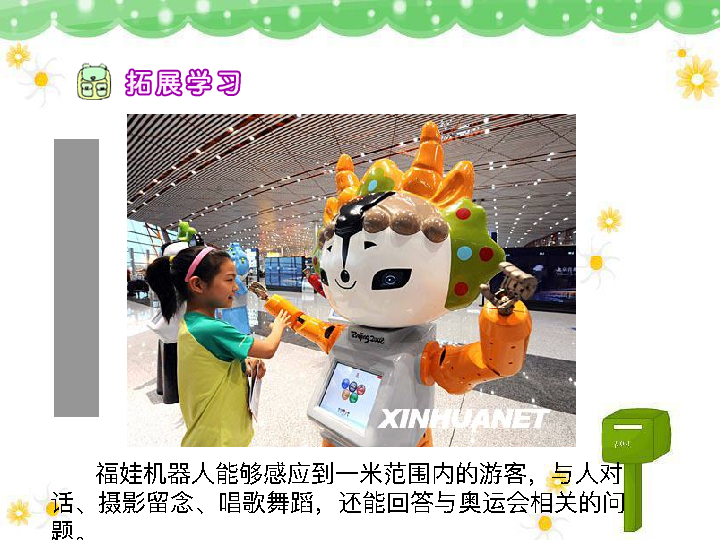 拓展学习
Beijing 2008
XINHUANET
福娃机器人能够感应到一米范围内的游客，与人对
话、摄影留念、唱歌舞蹈，还能回答与奥运会相关的问
题。